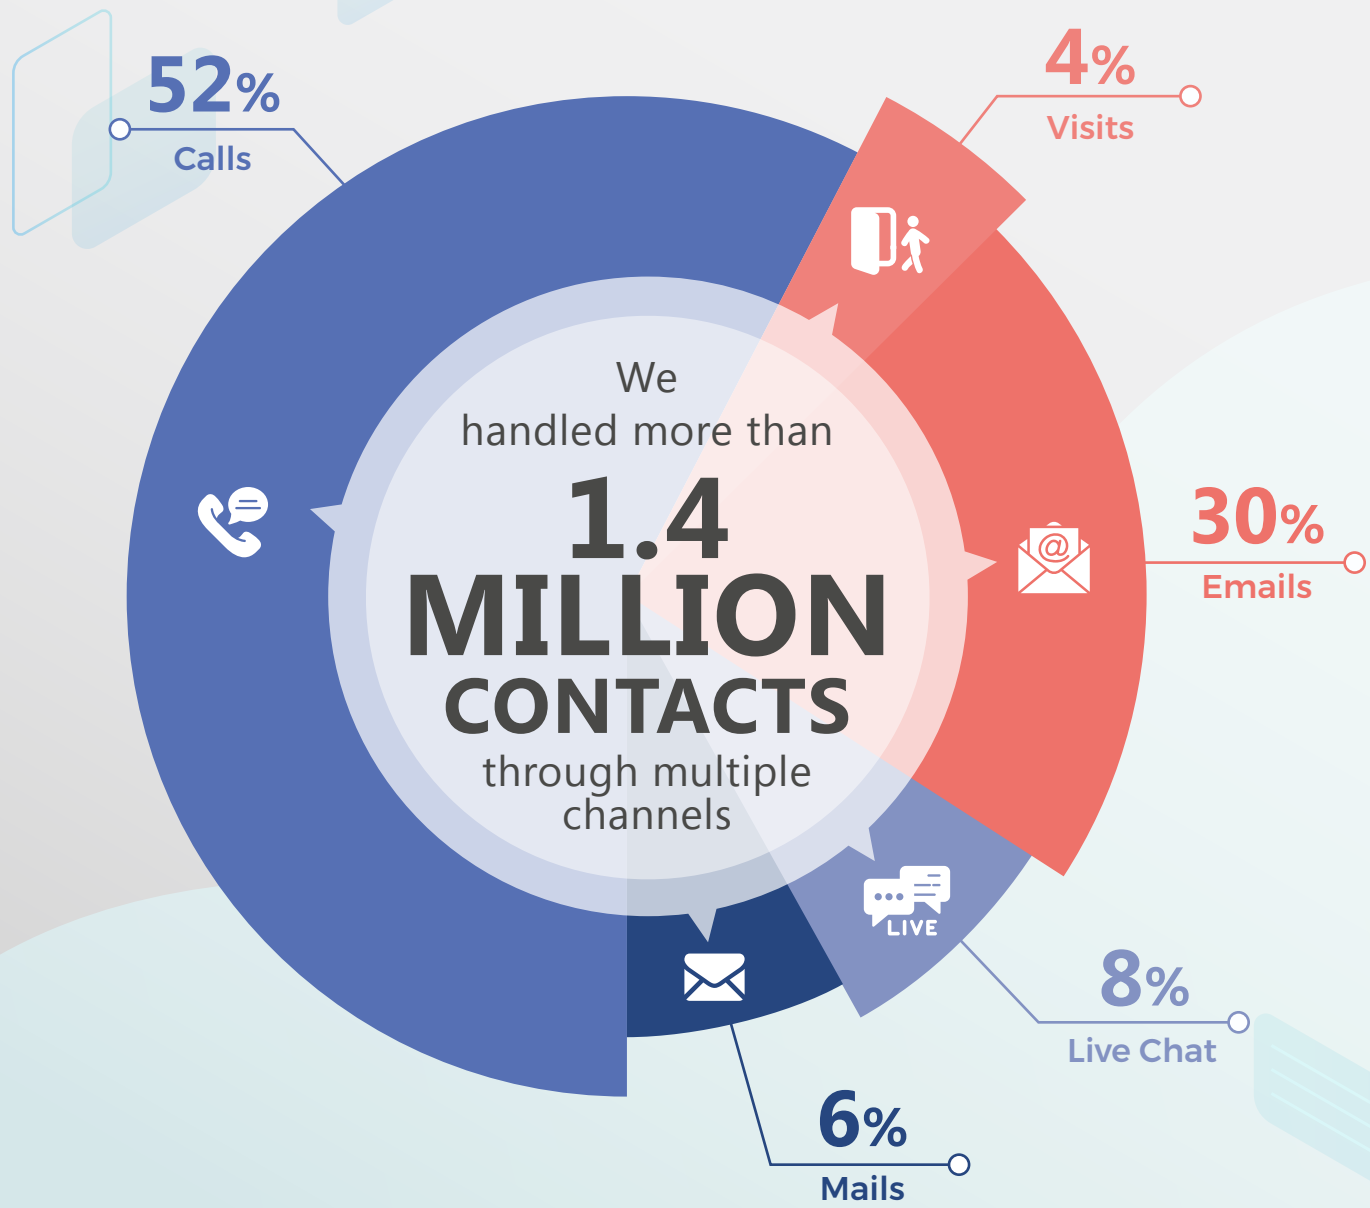 52%
Calls
4%
Visits
We
handled more than
1.4
MILLION
CONTACTS
through multiple
channels
@
30%
Emails
LIVE
8%
Live Chat
6%
Mails